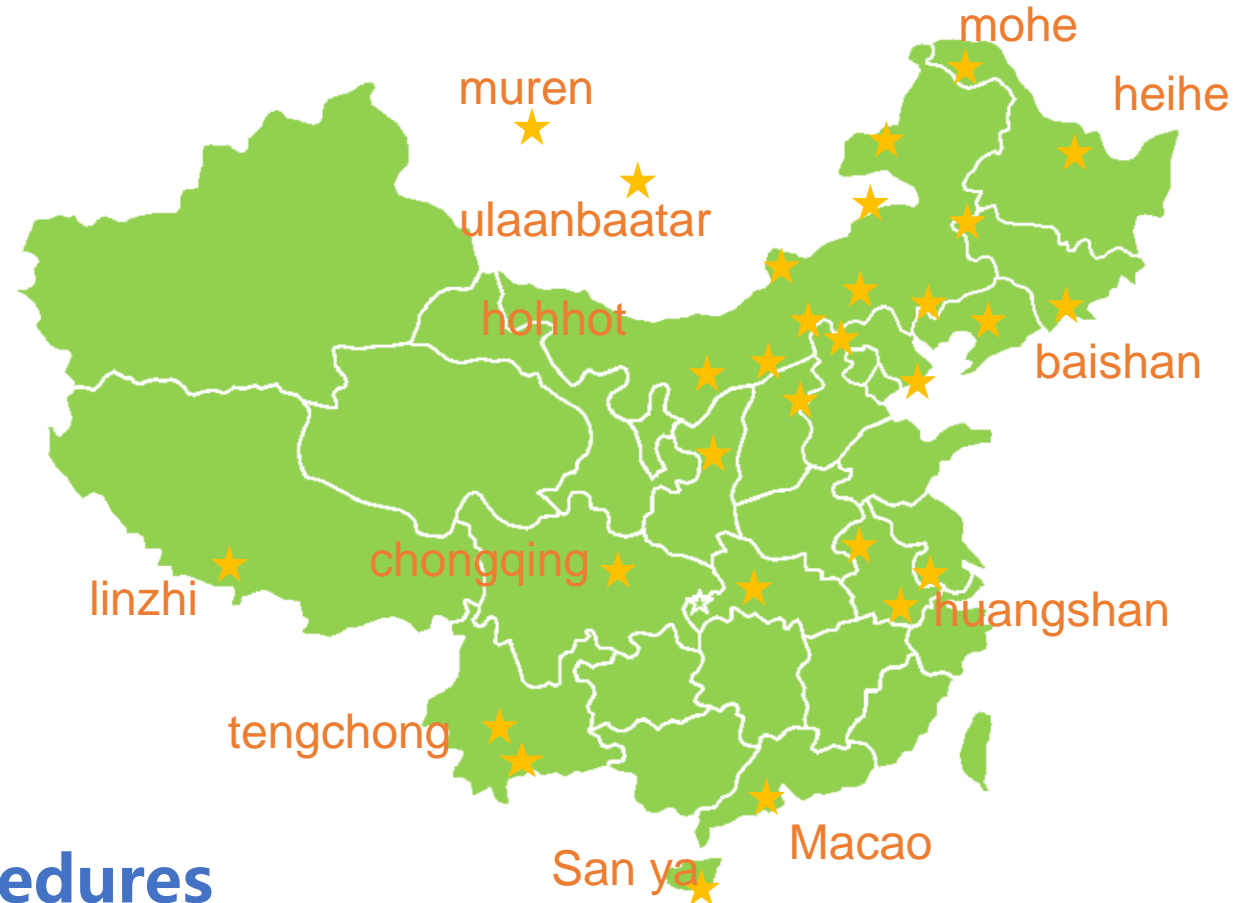 mohe
muren
heihe
ulaanbaatar
hohhot
baishan
chongqing
linzhi
huangshan
tengchong
Macao
San ya
edures